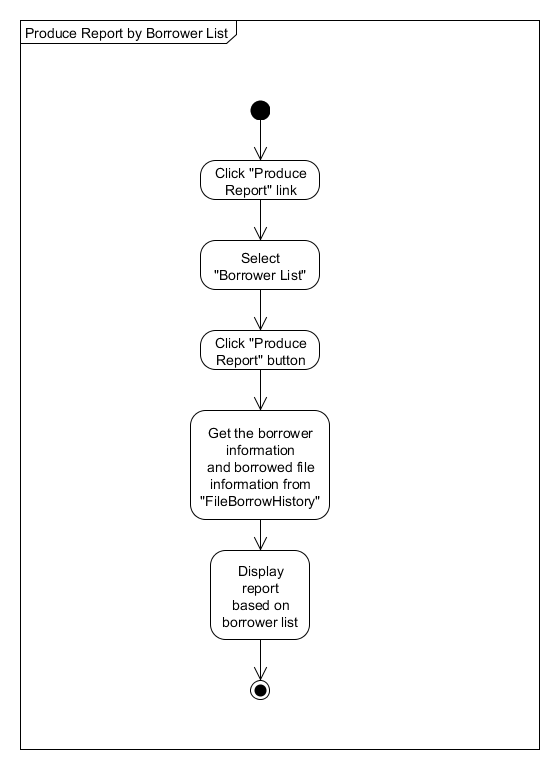 Produce Report by Borrower List
Click "Produce
Report" link
Select
"Borrower List"
Click "Produce
Report" button
Get the borrower
information
and borrowed file
information from
"FileBorrowHistory"
Display
report
based on
borrower list